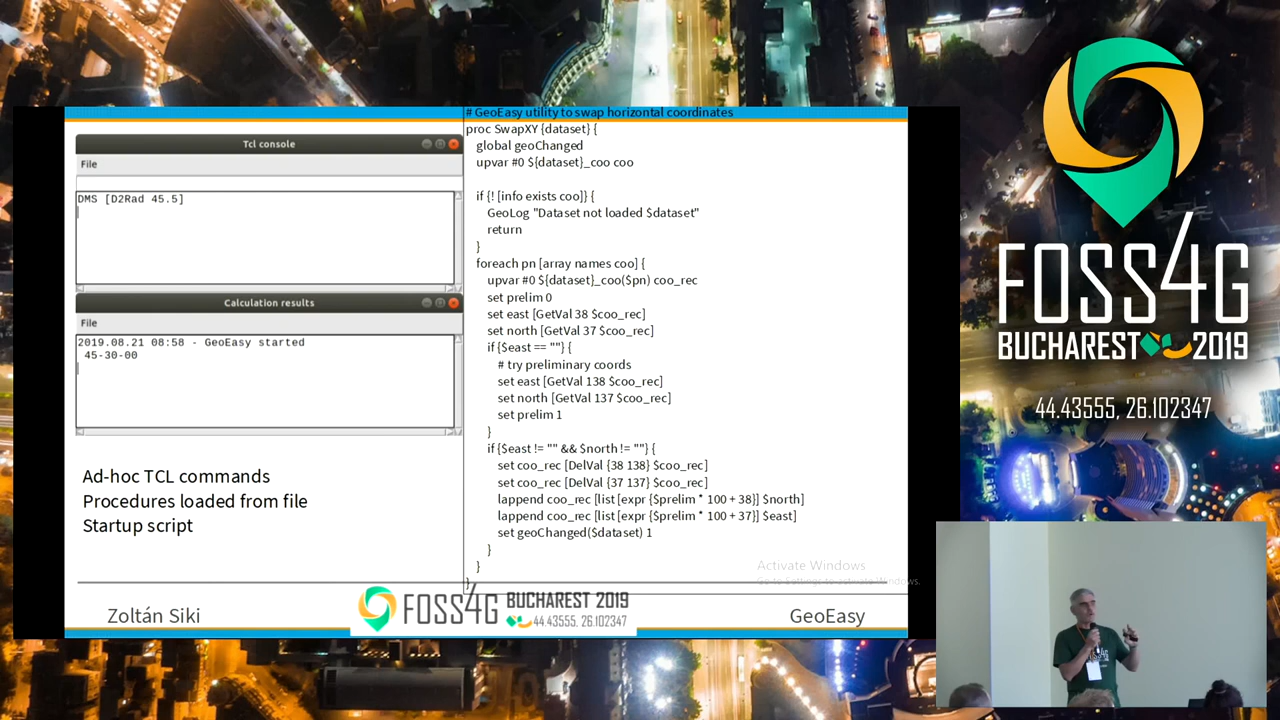 # GeoEasy utility to swap horizontal coordinates
proc SwapXY {dataset} {
global geoChanged
upvar #0 ${dataset}_coo coo
if {! [info exists coo]} {
GeoLog "Dataset not loaded $dataset"
return
}
foreach pn [array names coo] {
upvar #0 ${dataset}_coo($pn) coo_rec
set prelim 0
set east [GetVal 38 $coo_rec]
set north [GetVal 37 $coo_rec]
if {$east == ""} {
# try preliminary coords
set east [GetVal 138 $coo_rec]
set north [GetVal 137 $coo_rec]
set prelim 1
}
if {$east != "" && $north != ""} {
set coo_rec [DelVal {38 138} $coo_rec]
set coo_rec [DelVal {37 137} $coo_rec]
lappend coo_rec [list [expr {$prelim * 100 + 38}] $north]
lappend coo_rec [list [expr {$prelim * 100 + 37}] $east]
set geoChanged($dataset) 1
}
}
}
Tcl console
File
DMS [D2Rad 45.5]
Calculation results
File
2019.08.21 08:58 - GeoEasy started
45-30-00
Ad-hoc TCL commands
Procedures loaded from file
Startup script
Activate Windows
Go to Settings to activate Windows.
Zoltán Siki
FOSS4G BUCHAREST 2019
44.43555, 26.102347
GeoEasy
FOSS4G
BUCHAREST 2019
44.43555, 26.102347